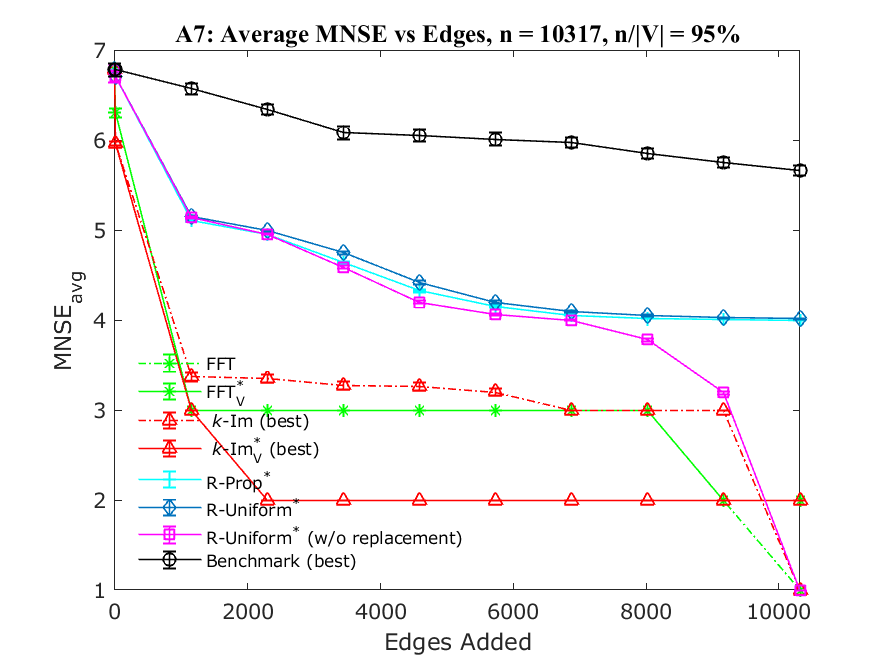 A7: Average MNSE vs Edges, n = 10317, n/|V| = 95%
7
6
5
4
3
2
1
MNSE_avg
FFT
FFT*_V
k-Im (best)
k-Im*_V (best)
R-Prop*
R-Uniform*
R-Uniform* (w/o replacement)
Benchmark (best)
0 2000 4000 6000 8000 10000
Edges Added